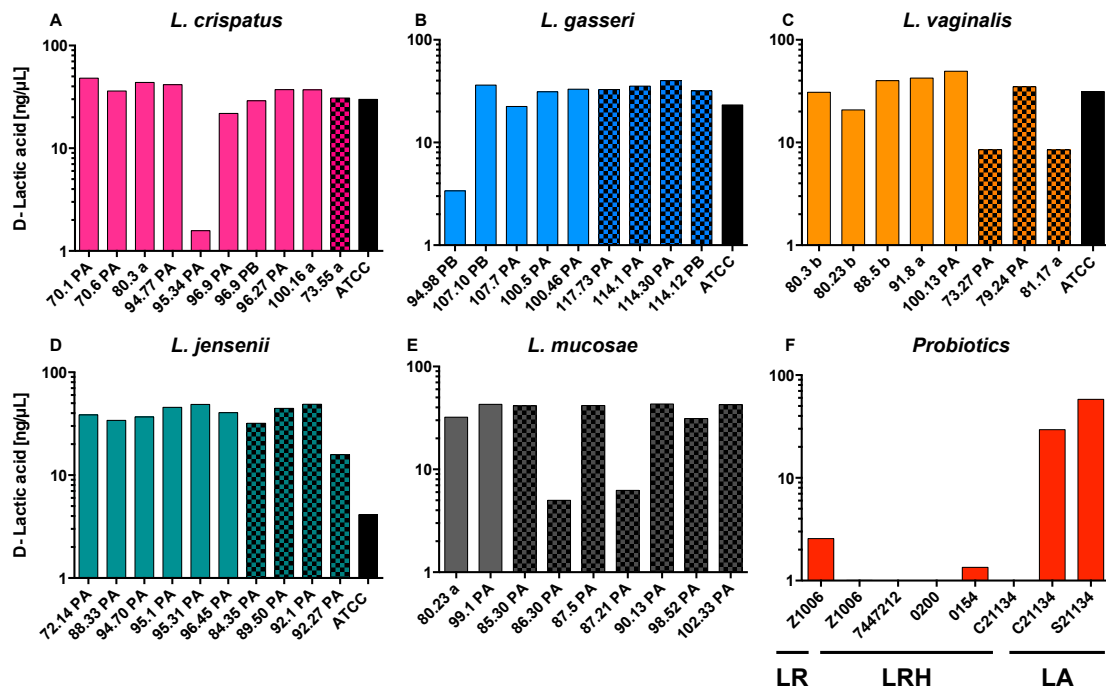 A
L. crispatus
D- Lactic acid [ng/µL]
100
10
1
70.1 PA
70.6 PA
80.3 a
94.77 PA
95.34 PA
96.9 PA
96.9 PB
96.27 PA
100.16 a
73.55 a
ATCC
B
L. gasseri
100
10
1
94.98 PB
107.10 PB
107.7 PA
100.5 PA
100.46 PA
117.73 PA
114.1 PA
114.30 PA
114.12 PB
ATCC
C
L. vaginalis
100
10
1
80.3 b
80.23 b
88.5 b
91.8 a
100.13 PA
73.27 PA
79.24 PA
81.17 a
ATCC
D
L. jensenii
D- Lactic acid [ng/µL]
100
10
1
72.14 PA
88.33 PA
94.70 PA
95.1 PA
95.31 PA
96.45 PA
84.35 PA
89.50 PA
92.1 PA
92.27 PA
ATCC
E
L. mucosae
100
10
1
80.23 a
99.1 PA
85.30 PA
86.30 PA
87.5 PA
87.21 PA
90.13 PA
98.52 PA
102.33 PA
F
Probiotics
100
10
1
Z1006
Z1006
7447212
0200
0154
C21134
C21134
S21134
LR
LRH
LA